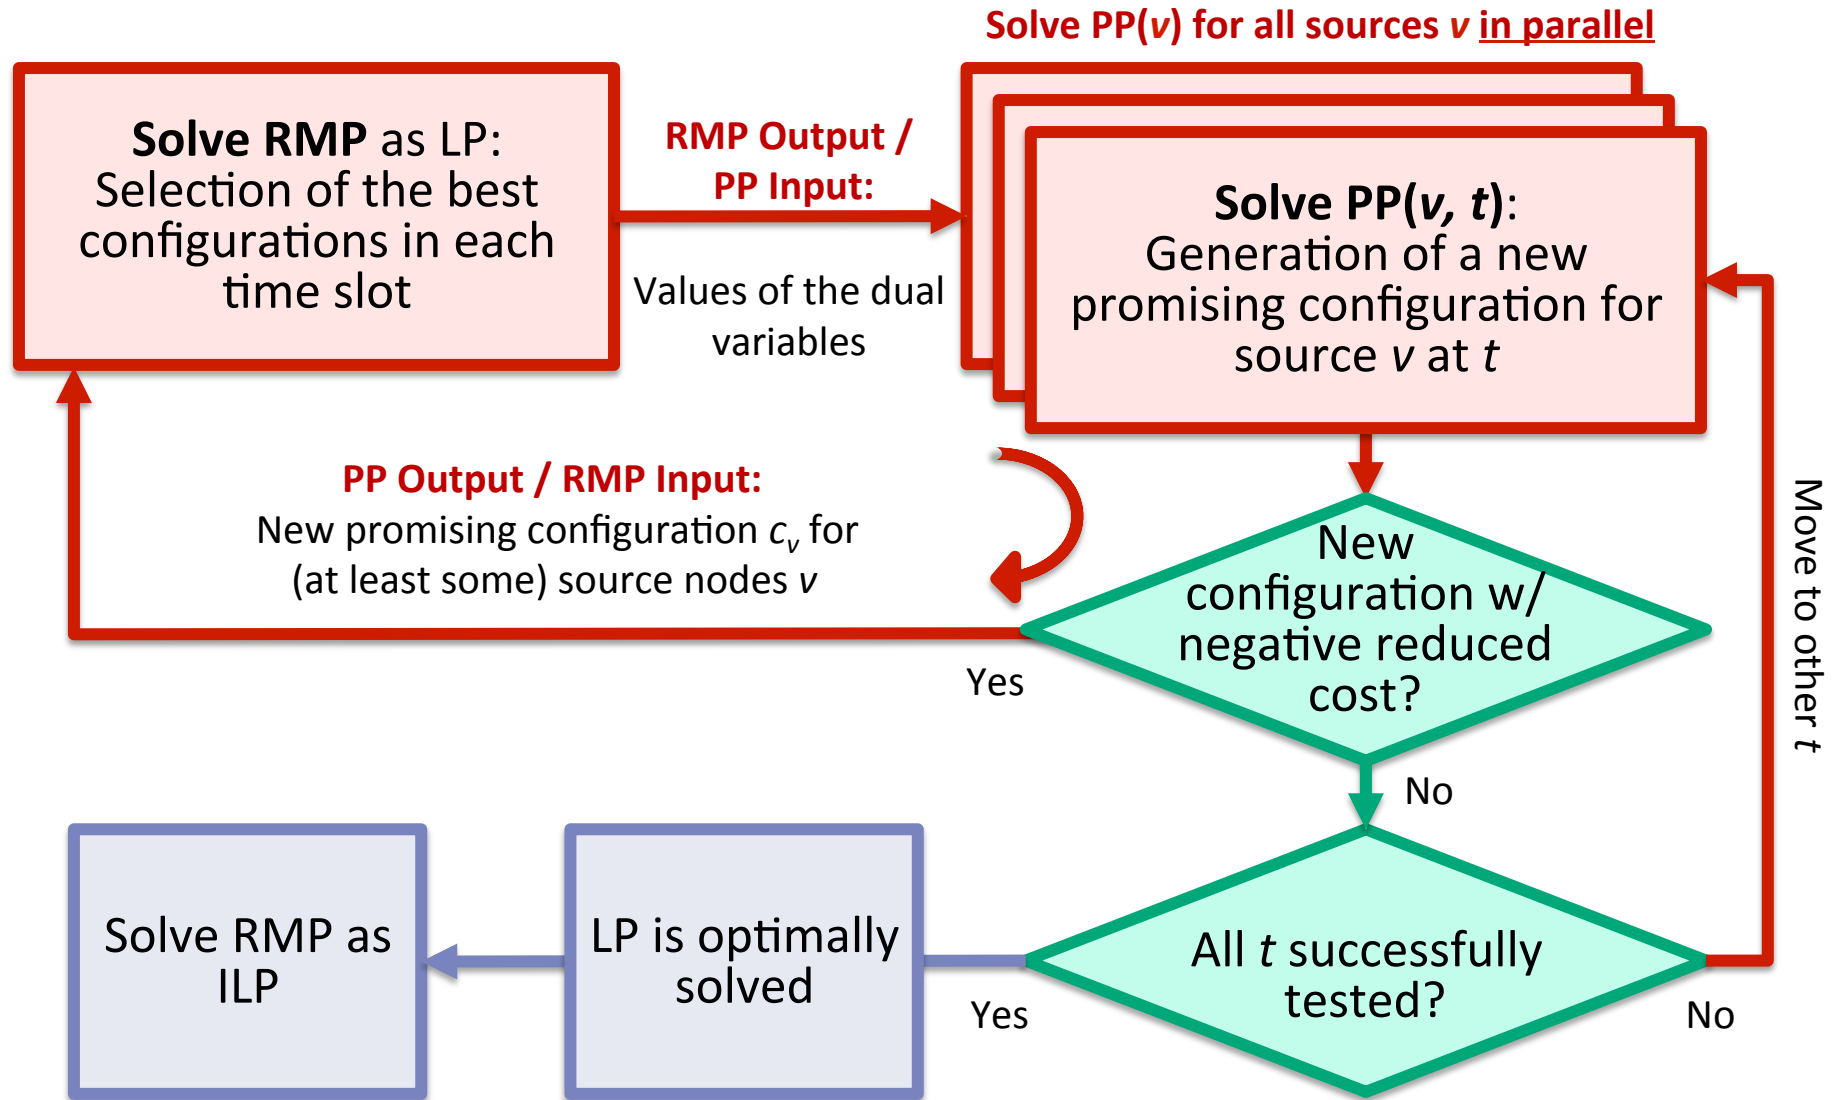 Solve PP(v) for all sources v in parallel
Solve RMP as LP:
Selection of the best
configurations in each
time slot
RMP Output /
PP Input:
Values of the dual
variables
Solve PP(v, t):
Generation of a new
promising configuration for
source v at t
PP Output / RMP Input:
New promising configuration cv for
(at least some) source nodes v
New
configuration w/
negative reduced
cost?
Yes
No
Move to other t
All t successfully
tested?
Yes
No
LP is optimally
solved
Solve RMP as
ILP